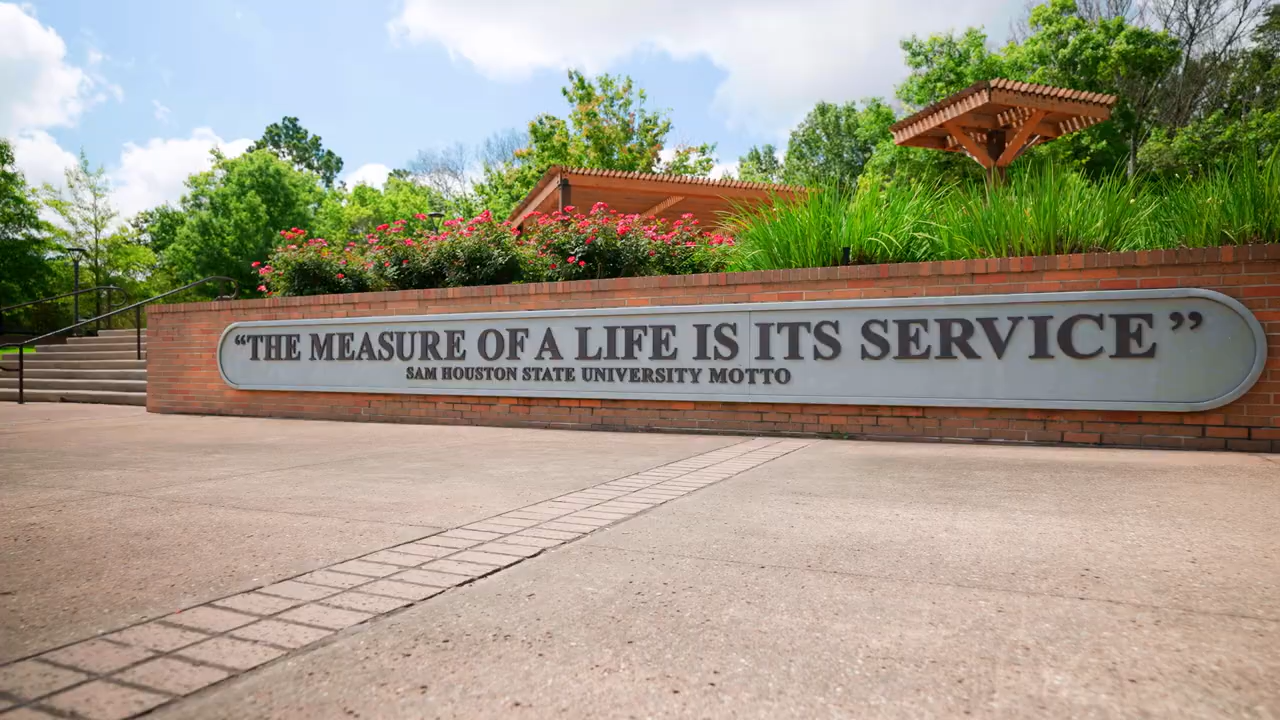 “THE MEASURE OF A LIFE IS ITS SERVICE”
SAM HOUSTON STATE UNIVERSITY MOTTO